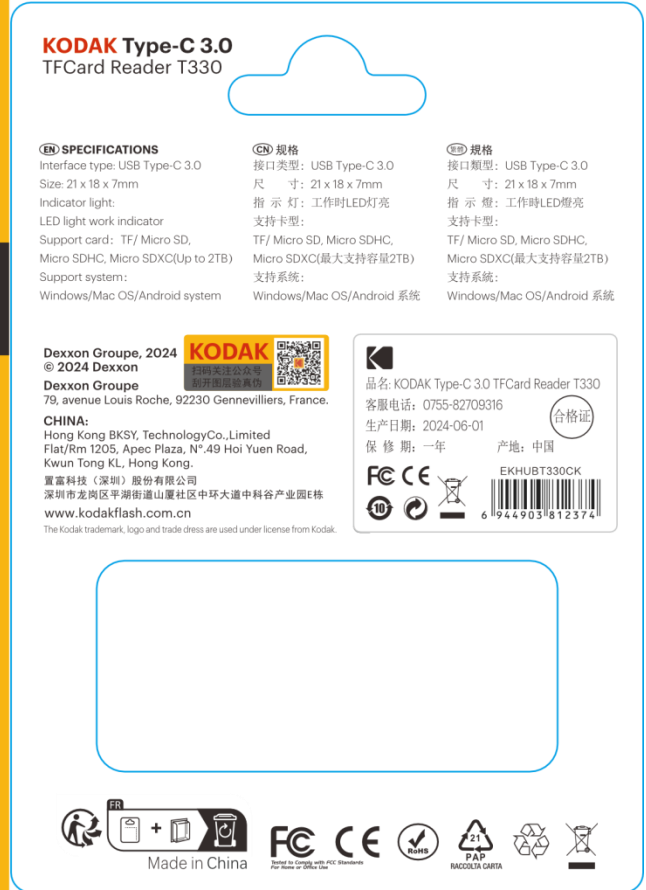 KODAK Type-C 3.0
TFCard Reader T330
EN SPECIFICATIONS
Interface type: USB Type-C 3.0
Size: 21 x 18 x 7mm
Indicator light:
LED light work indicator
Support card: TF/ Micro SD,
Micro SDHC, Micro SDXC(Up to 2TB)
Support system:
Windows/Mac OS/Android system
CN 规格
接口类型: USB Type-C 3.0
尺 寸: 21 x 18 x 7mm
指 示 灯: 工作时LED灯亮
支持卡型:
TF/ Micro SD, Micro SDHC,
Micro SDXC(最大支持容量2TB)
支持系统:
Windows/Mac OS/Android 系统
繁體 規格
接口類型: USB Type-C 3.0
尺 寸: 21 x 18 x 7mm
指 示 燈: 工作時LED燈亮
支持卡型:
TF/ Micro SD, Micro SDHC,
Micro SDXC(最大支持容量2TB)
支持系統:
Windows/Mac OS/Android 系統
Dexxon Groupe, 2024
© 2024 Dexxon
Dexxon Groupe
79, avenue Louis Roche, 92230 Gennevilliers, France.
KODAK
扫码关注公众号
刮开图层验真伪
CHINA:
Hong Kong BKSY, TechnologyCo.,Limited
Flat/Rm 1205, Apec Plaza, N°.49 Hoi Yuen Road,
Kwun Tong KL, Hong Kong.
置富科技（深圳）股份有限公司
深圳市龙岗区平湖街道山厦社区中环大道中科谷产业园E栋
www.kodakflash.com.cn
The Kodak trademark, logo and trade dress are used under license from Kodak.
品名: KODAK Type-C 3.0 TFCard Reader T330
客服电话: 0755-82709316
生产日期: 2024-06-01
保 修 期: 一年 产地: 中国
合格证
FC CE
10
EKHUBT330CK
6 944903 812374
FR
Made in China
FC CE
Tested to Comply with FCC Standards
For Home or Office Use
RoHS
21
PAP
RACCOLTA CARTA